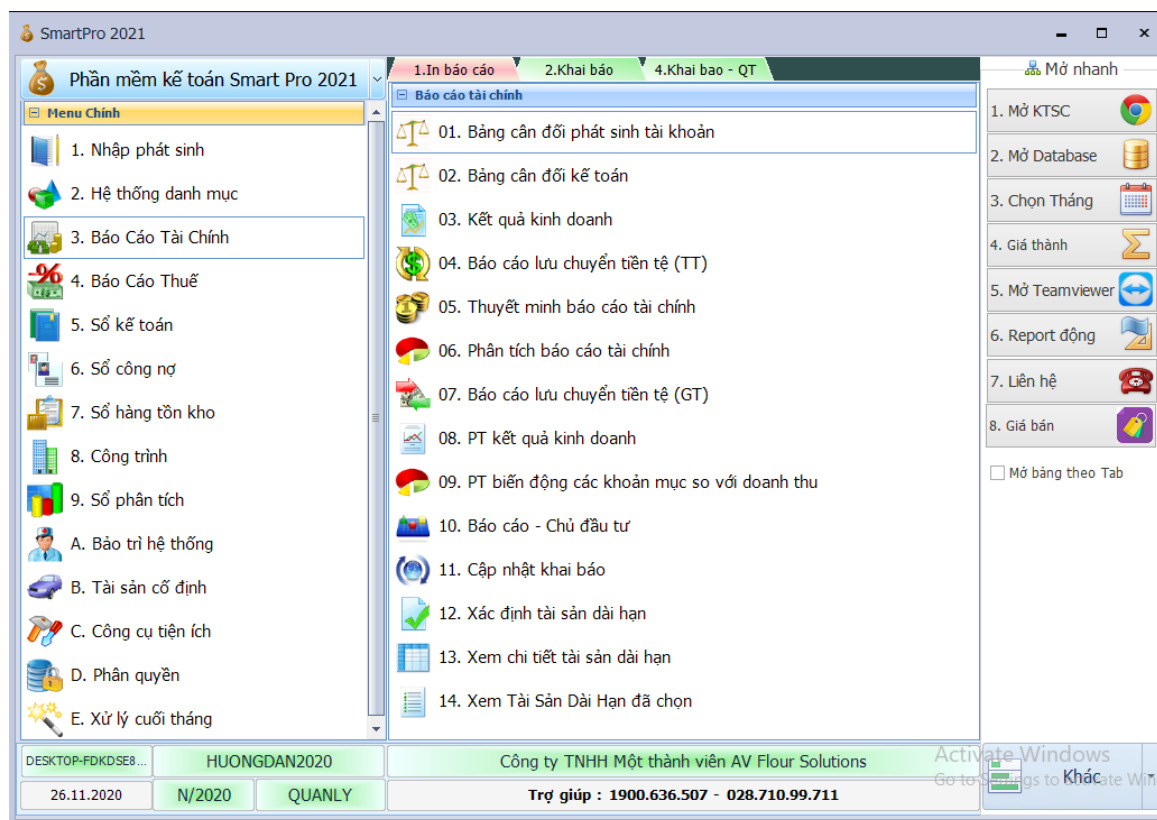 SmartPro 2021
Phần mềm kế toán Smart Pro 2021
Menu Chính
1. Nhập phát sinh
2. Hệ thống danh mục
3. Báo Cáo Tài Chính
4. Báo Cáo Thuế
5. Sổ kế toán
6. Sổ công nợ
7. Sổ hàng tồn kho
8. Công trình
9. Sổ phân tích
A. Bảo trì hệ thống
B. Tài sản cố định
C. Công cụ tiện ích
D. Phân quyền
E. Xử lý cuối tháng
1.In báo cáo 2.Khai báo 4.Khai bao - QT
Báo cáo tài chính
01. Bảng cân đối phát sinh tài khoản
02. Bảng cân đối kế toán
03. Kết quả kinh doanh
04. Báo cáo lưu chuyển tiền tệ (TT)
05. Thuyết minh báo cáo tài chính
06. Phân tích báo cáo tài chính
07. Báo cáo lưu chuyển tiền tệ (GT)
08. PT kết quả kinh doanh
09. PT biến động các khoản mục so với doanh thu
10. Báo cáo - Chủ đầu tư
11. Cập nhật khai báo
12. Xác định tài sản dài hạn
13. Xem chi tiết tài sản dài hạn
14. Xem Tài Sản Dài Hạn đã chọn
Mở nhanh
1. Mở KTSC
2. Mở Database
3. Chọn Tháng
4. Giá thành
5. Mở Teamviewer
6. Report động
7. Liên hệ
8. Giá bán
Mở bảng theo Tab
DESKTOP-FDKDSE8... HUONGDAN2020 Công ty TNHH Một thành viên AV Flour Solutions
26.11.2020 N/2020 QUANLY Trợ giúp : 1900.636.507 - 028.710.99.711
Khác
Activate Windows
Go to Settings to activate Win